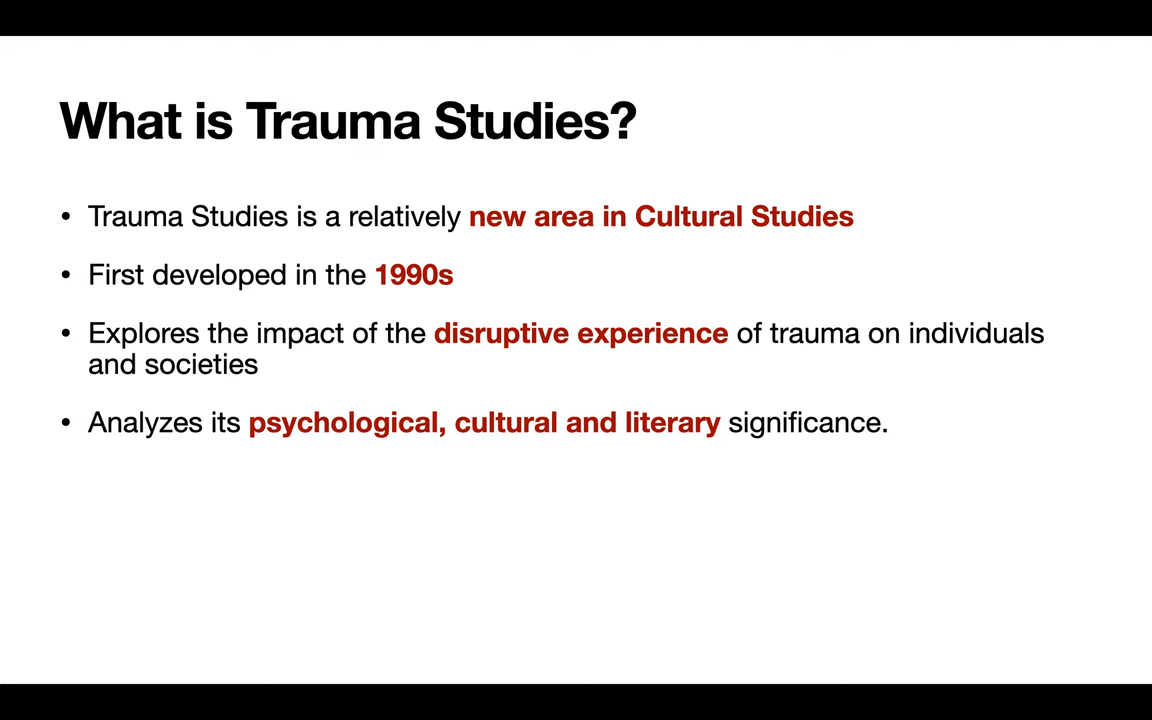 What is Trauma Studies?
• Trauma Studies is a relatively new area in Cultural Studies
• First developed in the 1990s
• Explores the impact of the disruptive experience of trauma on individuals
and societies
• Analyzes its psychological, cultural and literary significance.